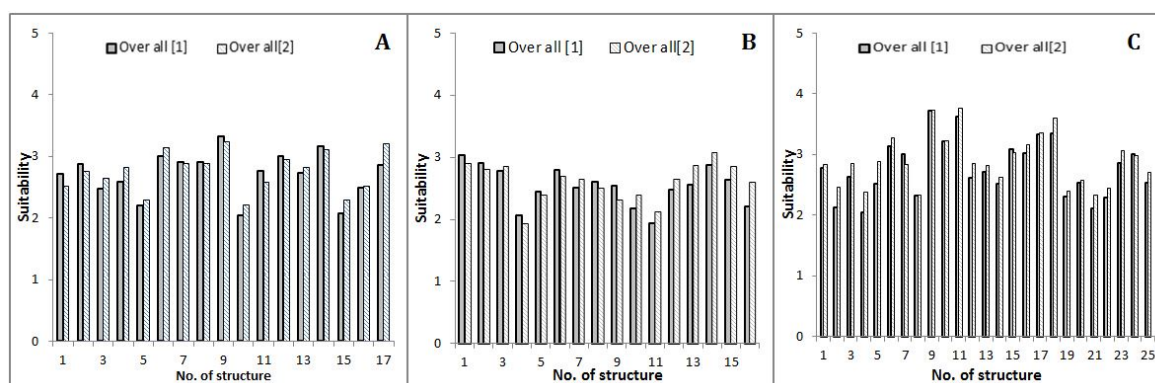 A
Over all [1] Over all[2]
Suitability
5
4
3
2
1
0
1 3 5 7 9 11 13 15 17
No. of structure
B
Over all [1] Over all[2]
Suitability
5
4
3
2
1
0
1 3 5 7 9 11 13 15
No. of structure
C
Over all [1] Over all[2]
Suitability
5
4
3
2
1
0
1 3 5 7 9 11 13 15 17 19 21 23 25
No. of structure